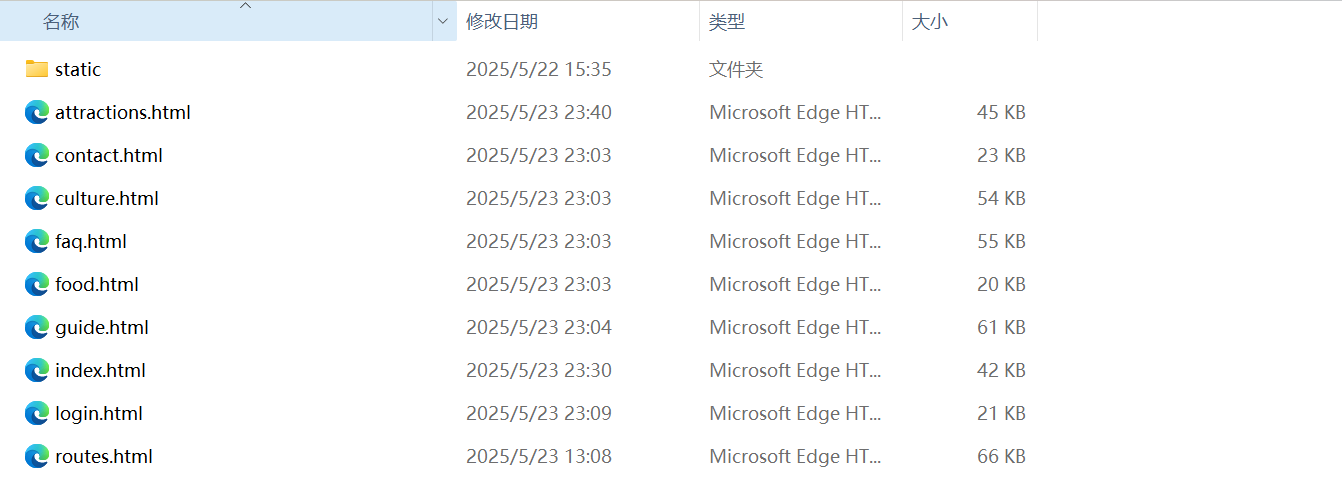 名称 修改日期 类型 大小
static 2025/5/22 15:35 文件夹
attractions.html 2025/5/23 23:40 Microsoft Edge HT... 45 KB
contact.html 2025/5/23 23:03 Microsoft Edge HT... 23 KB
culture.html 2025/5/23 23:03 Microsoft Edge HT... 54 KB
faq.html 2025/5/23 23:03 Microsoft Edge HT... 55 KB
food.html 2025/5/23 23:03 Microsoft Edge HT... 20 KB
guide.html 2025/5/23 23:04 Microsoft Edge HT... 61 KB
index.html 2025/5/23 23:30 Microsoft Edge HT... 42 KB
login.html 2025/5/23 23:09 Microsoft Edge HT... 21 KB
routes.html 2025/5/23 13:08 Microsoft Edge HT... 66 KB